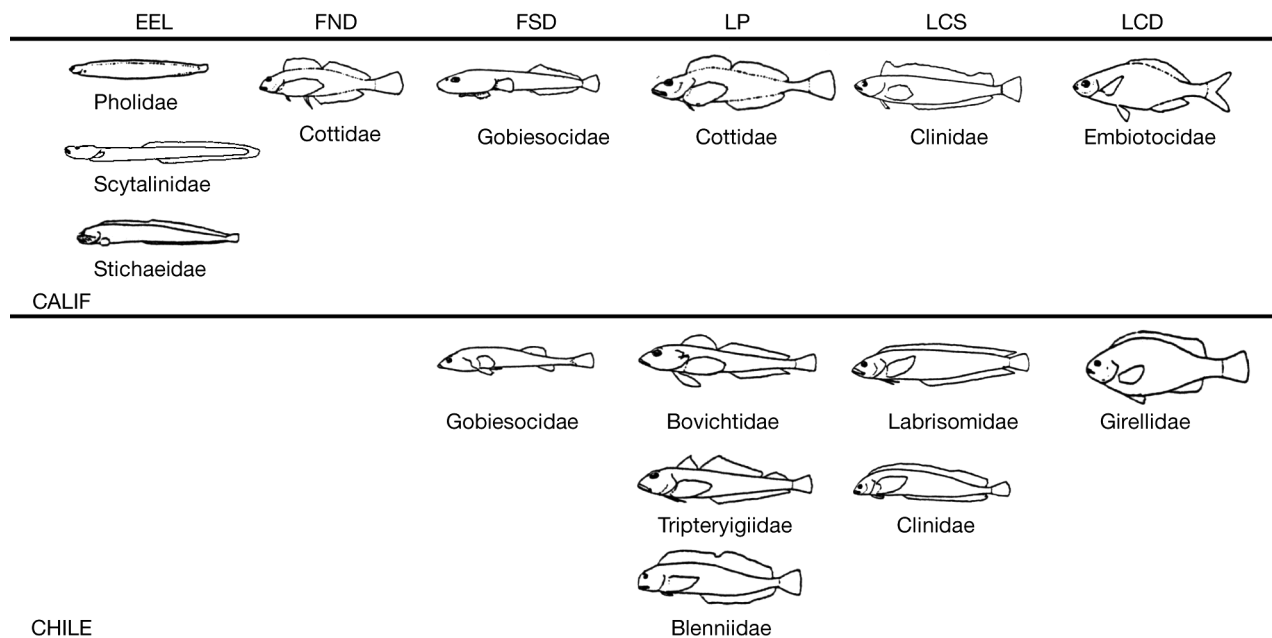 EEL FND FSD LP LCS LCD
Pholidae Cottidae Gobiesocidae Cottidae Clinidae Embiotocidae
Scytalinidae
Stichaeidae
CALIF
Gobiesocidae Bovichtidae Labrisomidae Girellidae
Tripteryigiidae Clinidae
Blenniidae
CHILE